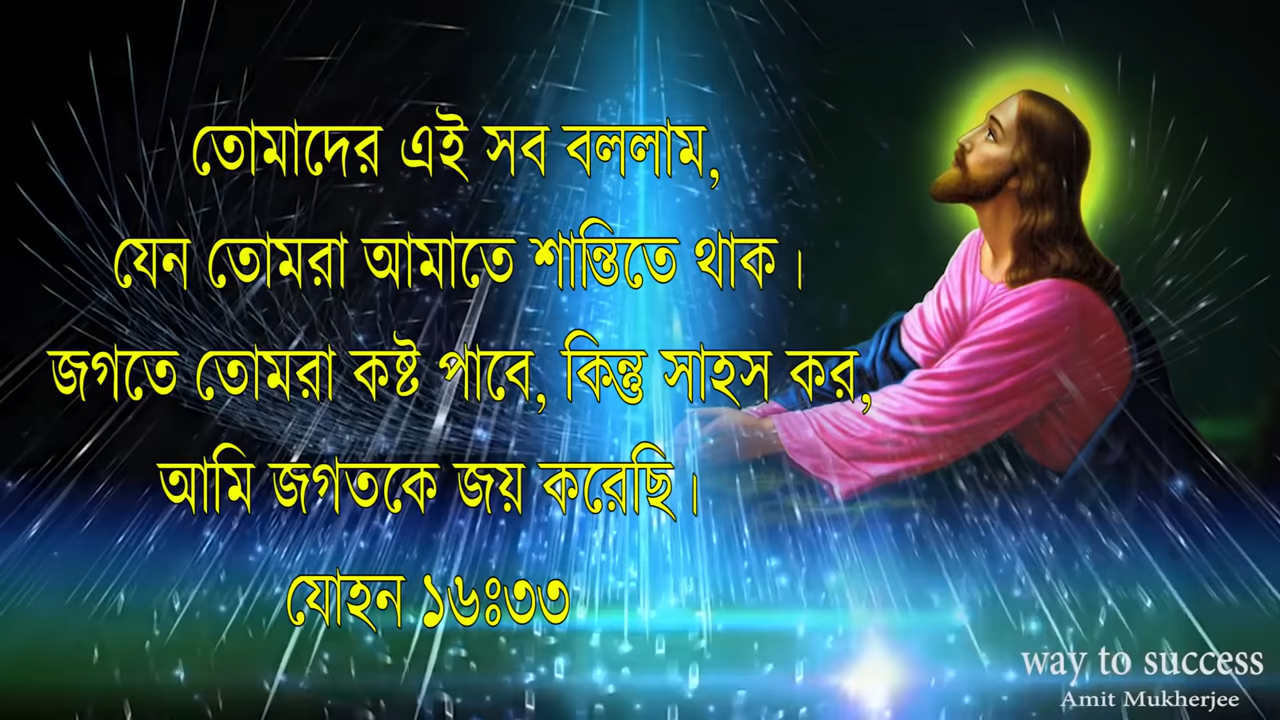 তোমাদের এই সব বললাম,
যেন তোমরা আমাতে শান্তিতে থাক।
জগতে তোমরা কষ্ট পাবে, কিন্তু সাহস কর,
আমি জগতকে জয় করেছি।
যোহন ১৬ঃ৩৩
way to success
Amit Mukherjee